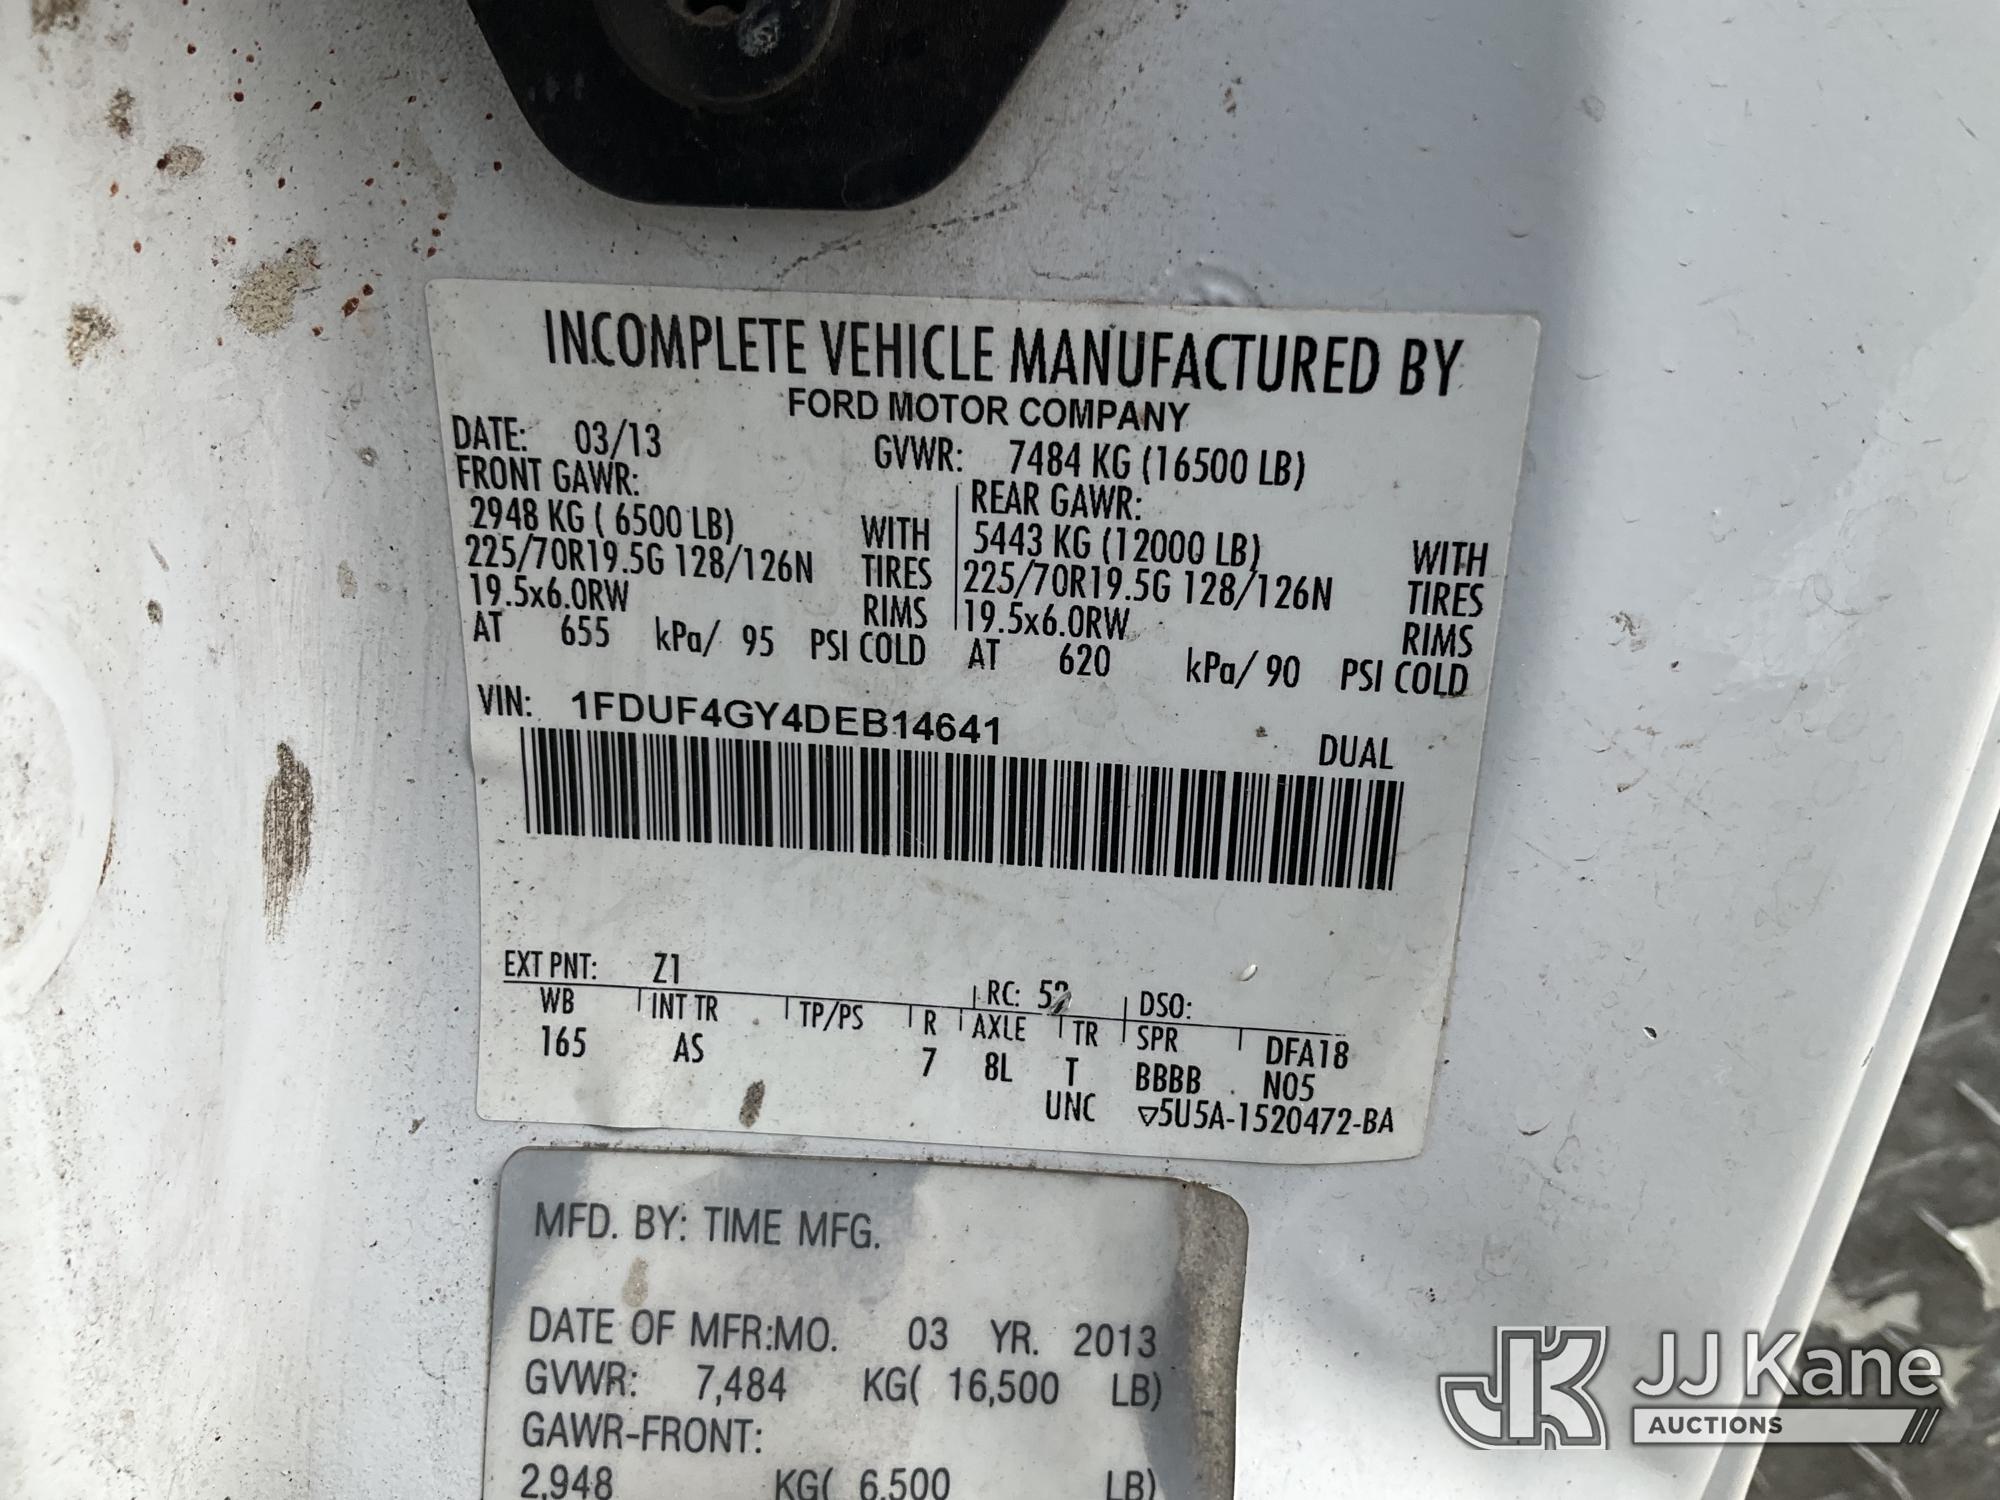 INCOMPLETE VEHICLE MANUFACTURED BY
FORD MOTOR COMPANY
DATE: 03/13 GVWR: 7484 KG (16500 LB)
FRONT GAWR: REAR GAWR:
2948 KG ( 6500 LB) WITH 5443 KG (12000 LB) WITH
225/70R19.5G 128/126N TIRES 225/70R19.5G 128/126N TIRES
19.5x6.0RW RIMS 19.5x6.0RW RIMS
AT 655 kPa/ 95 PSI COLD AT 620 kPa/ 90 PSI COLD
VIN: 1FDUF4GY4DEB14641
DUAL
EXT PNT: Z1 RC: DSO:
WB INT TR TP/PS R AXLE TR SPR DFA18
165 AS 7 8L T BBBB N05
UNC ▽5U5A-1520472-BA
MFD. BY: TIME MFG.
DATE OF MFR:MO. 03 YR. 2013
GVWR: 7,484 KG( 16,500 LB)
GAWR-FRONT:
2,948 KG( 6,500 LB)
JK JJ Kane
AUCTIONS